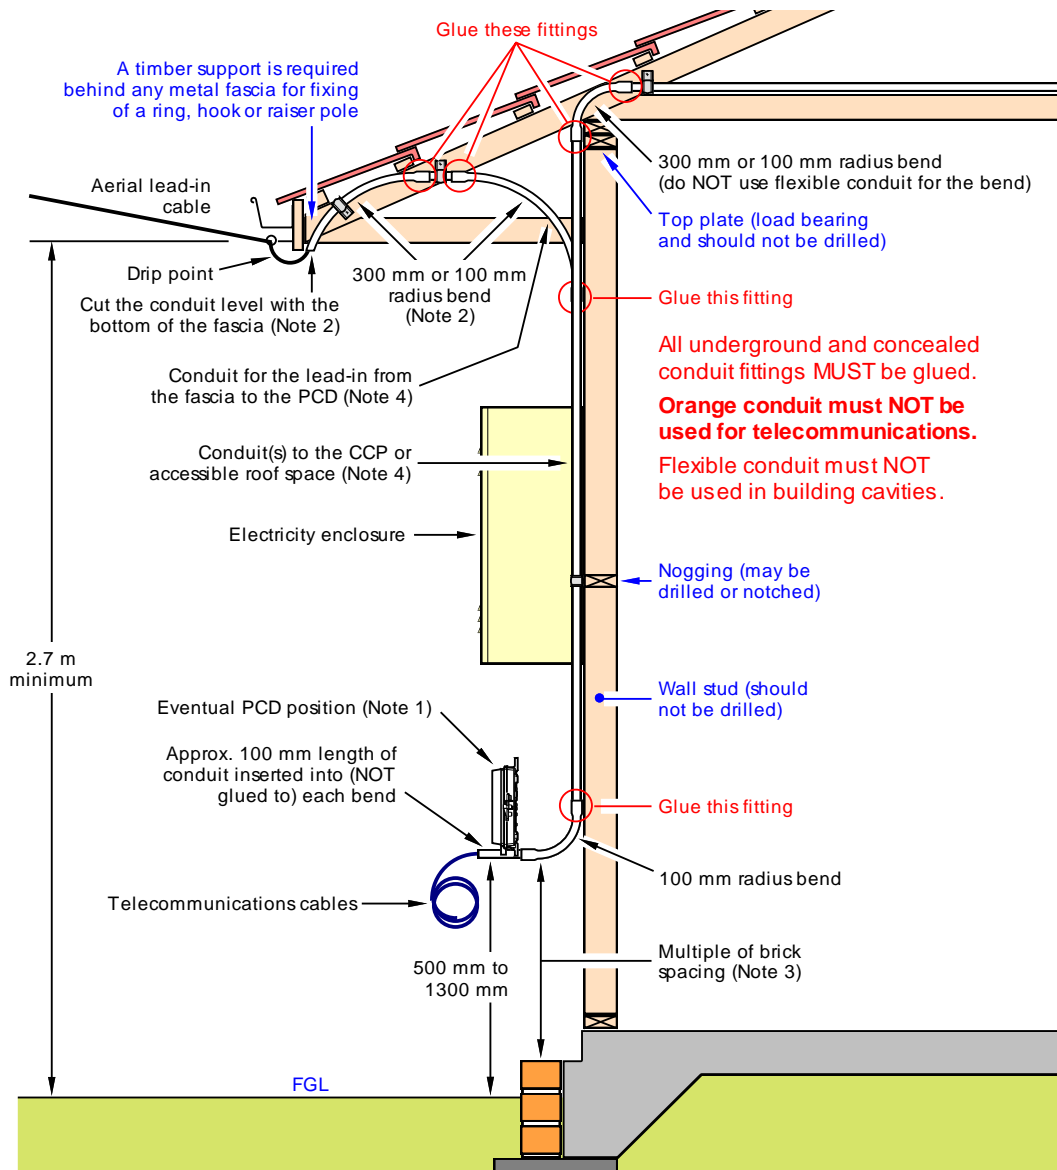 Glue these fittings
A timber support is required
behind any metal fascia for fixing
of a ring, hook or raiser pole
Aerial lead-in
cable
300 mm or 100 mm radius bend
(do NOT use flexible conduit for the bend)
Top plate (load bearing
and should not be drilled)
Drip point
300 mm or 100 mm
radius bend
(Note 2)
Cut the conduit level with the
bottom of the fascia (Note 2)
Glue this fitting
All underground and concealed
conduit fittings MUST be glued.
Orange conduit must NOT be
used for telecommunications.
Flexible conduit must NOT
be used in building cavities.
Conduit for the lead-in from
the fascia to the PCD (Note 4)
Conduit(s) to the CCP or
accessible roof space (Note 4)
Electricity enclosure
Nogging (may be
drilled or notched)
2.7 m
minimum
Wall stud (should
not be drilled)
Eventual PCD position (Note 1)
Approx. 100 mm length of
conduit inserted into (NOT
glued to) each bend
Glue this fitting
100 mm radius bend
Telecommunications cables
500 mm to
1300 mm
Multiple of brick
spacing (Note 3)
FGL